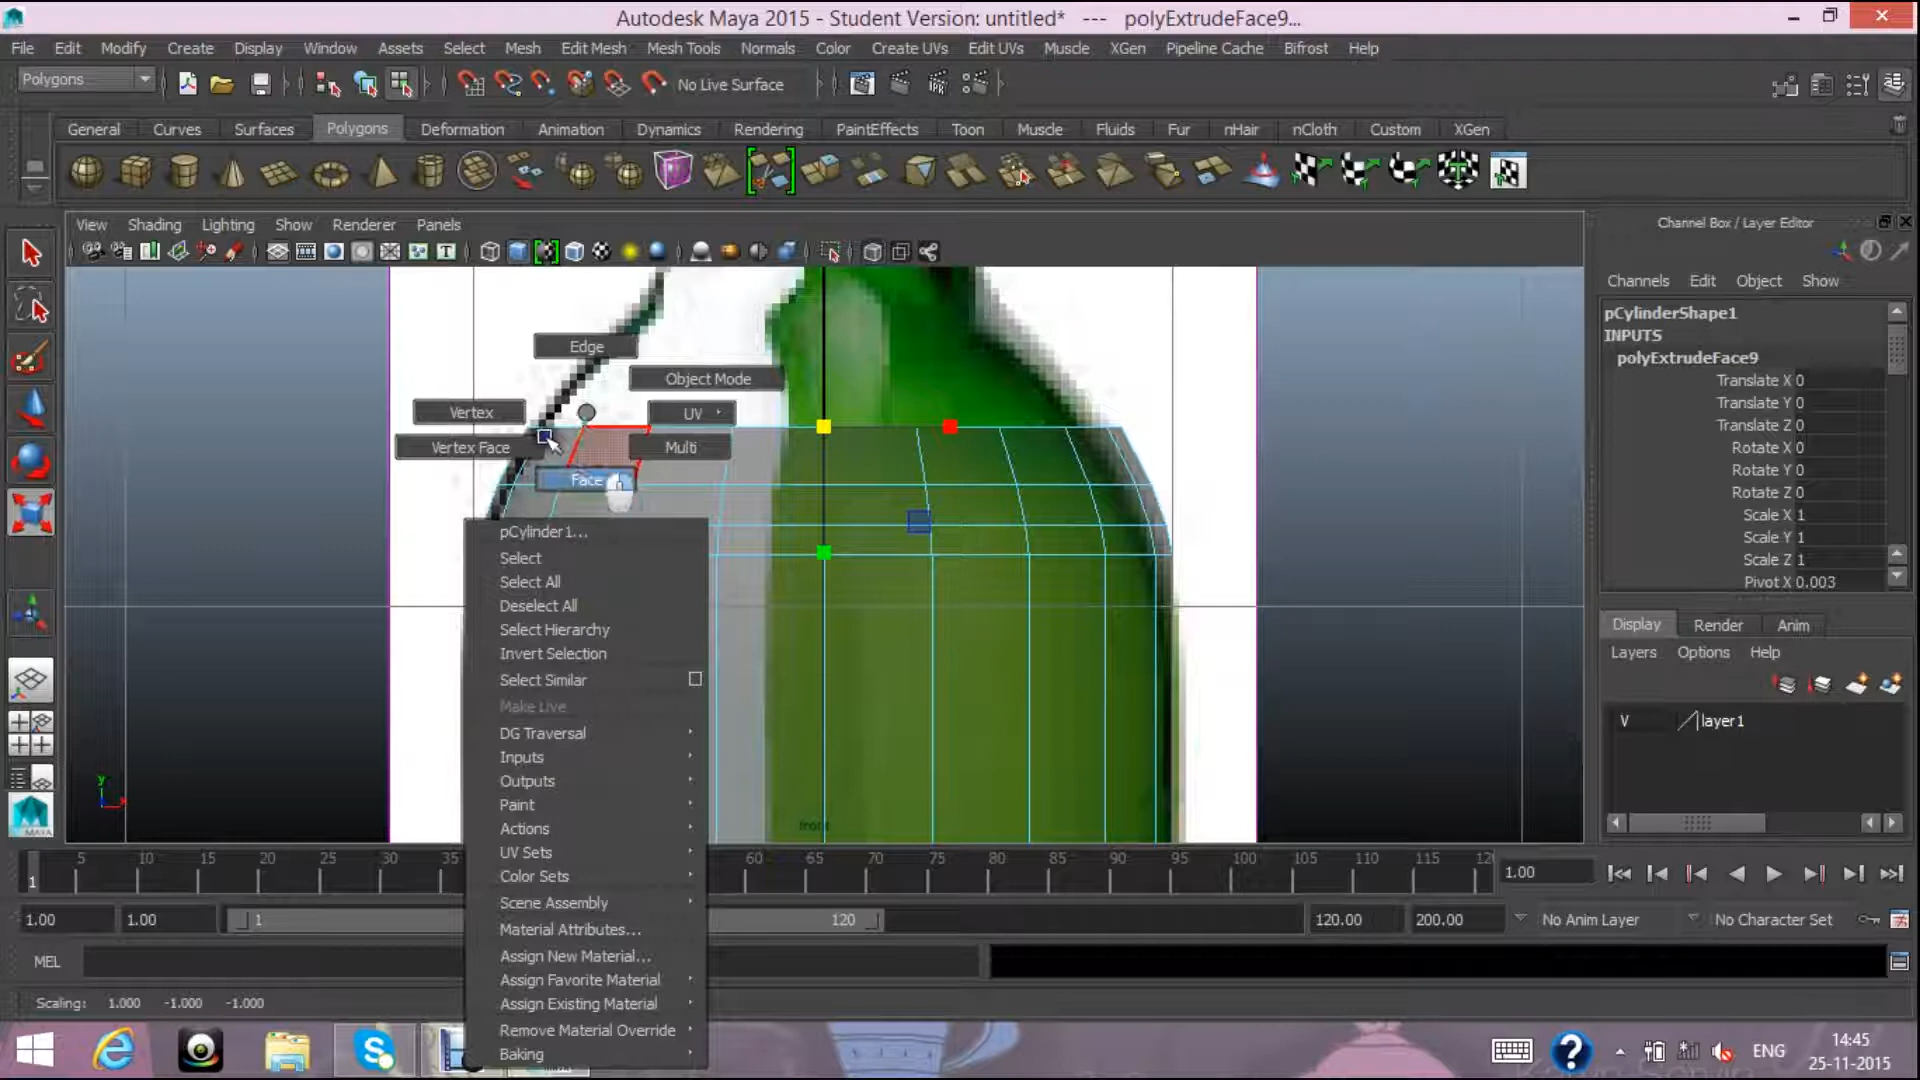 Autodesk Maya 2015 - Student Version: untitled* --- polyExtrudeFace9...
File Edit Modify Create Display Window Assets Select Mesh Edit Mesh Mesh Tools Normals Color Create UVs Edit UVs Muscle XGen Pipeline Cache Bifrost Help
Polygons No Live Surface
IPR
General Curves Surfaces Polygons Deformation Animation Dynamics Rendering PaintEffects Toon Muscle Fluids Fur nHair nCloth Custom XGen
View Shading Lighting Show Renderer Panels
Channel Box / Layer Editor
Channels Edit Object Show
pCylinderShape1
INPUTS
polyExtrudeFace9
Translate X 0
Translate Y 0
Translate Z 0
Rotate X 0
Rotate Y 0
Rotate Z 0
Scale X 1
Scale Y 1
Scale Z 1
Pivot X 0.003
Edge
Object Mode
Vertex
UV
Vertex Face
Multi
Face
pCylinder1...
Select
Select All
Deselect All
Select Hierarchy
Invert Selection
Select Similar
Make Live
DG Traversal
Inputs
Outputs
Paint
Actions
UV Sets
Color Sets
Scene Assembly
Material Attributes...
Assign New Material...
Assign Favorite Material
Assign Existing Material
Remove Material Override
Baking
front
y
Display Render Anim
Layers Options Help
V layer1
MAYA
5 10 15 20 25 30 35 60 65 70 75 80 85 90 95 100 105 110 115 12
1
1.00
1.00 1.00 1 120 120.00 200.00 No Anim Layer No Character Set
MEL
Scaling: 1.000 -1.000 -1.000
ENG
14:45
25-11-2015